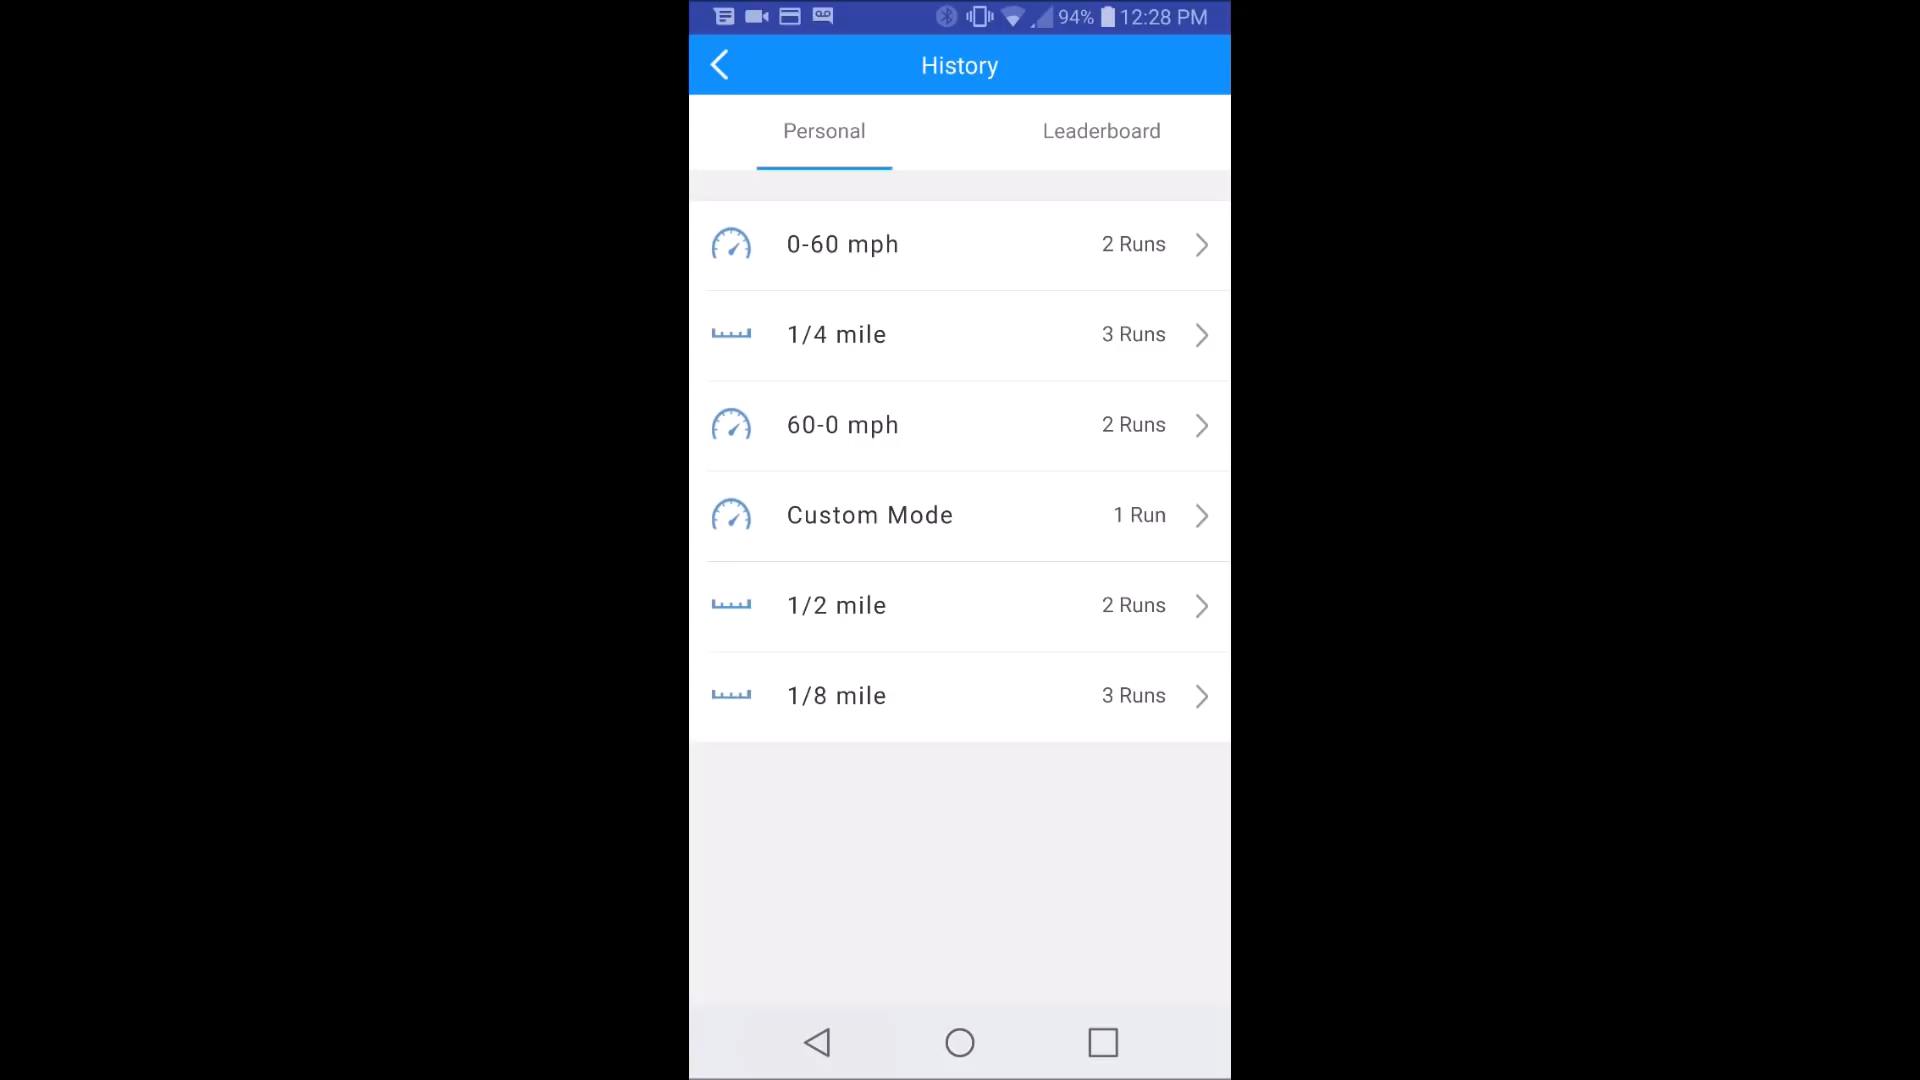 94% 12:28 PM
History
Personal Leaderboard
0-60 mph 2 Runs
1/4 mile 3 Runs
60-0 mph 2 Runs
Custom Mode 1 Run
1/2 mile 2 Runs
1/8 mile 3 Runs